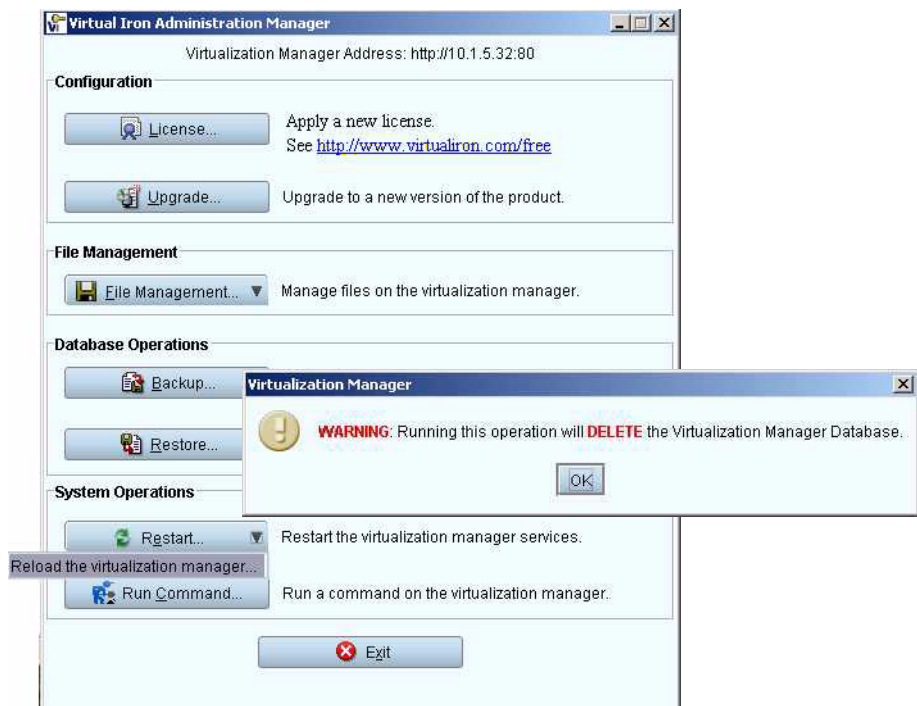 Virtual Iron Administration Manager
Virtualization Manager Address: http://10.1.5.32:80
Configuration
License...
Apply a new license.
See http://www.virtualiron.com/free
Upgrade...
Upgrade to a new version of the product.
File Management
File Management...
Manage files on the virtualization manager.
Database Operations
Backup...
Virtualization Manager
WARNING: Running this operation will DELETE the Virtualization Manager Database.
OK
Restore...
System Operations
Restart...
Restart the virtualization manager services.
Reload the virtualization manager...
Run Command...
Run a command on the virtualization manager.
Exit